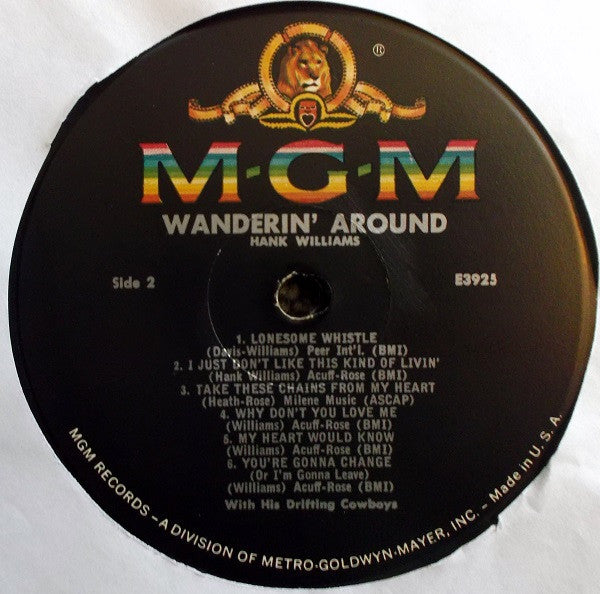 ®
M·G·M
WANDERIN' AROUND
HANK WILLIAMS
Side 2
E3925
1. LONESOME WHISTLE
(Davis-Williams) Peer Int'l. (BMI)
2. I JUST DON'T LIKE THIS KIND OF LIVIN'
(Hank Williams) Acuff-Rose (BMI)
3. TAKE THESE CHAINS FROM MY HEART
(Heath-Rose) Milene Music (ASCAP)
4. WHY DON'T YOU LOVE ME
(Williams) Acuff-Rose (BMI)
5. MY HEART WOULD KNOW
(Williams) Acuff-Rose (BMI)
6. YOU'RE GONNA CHANGE
(Or I'm Gonna Leave)
(Williams) Acuff-Rose (BMI)
With His Drifting Cowboys
MGM RECORDS – A DIVISION OF METRO-GOLDWYN-MAYER, INC. – Made in U. S. A.